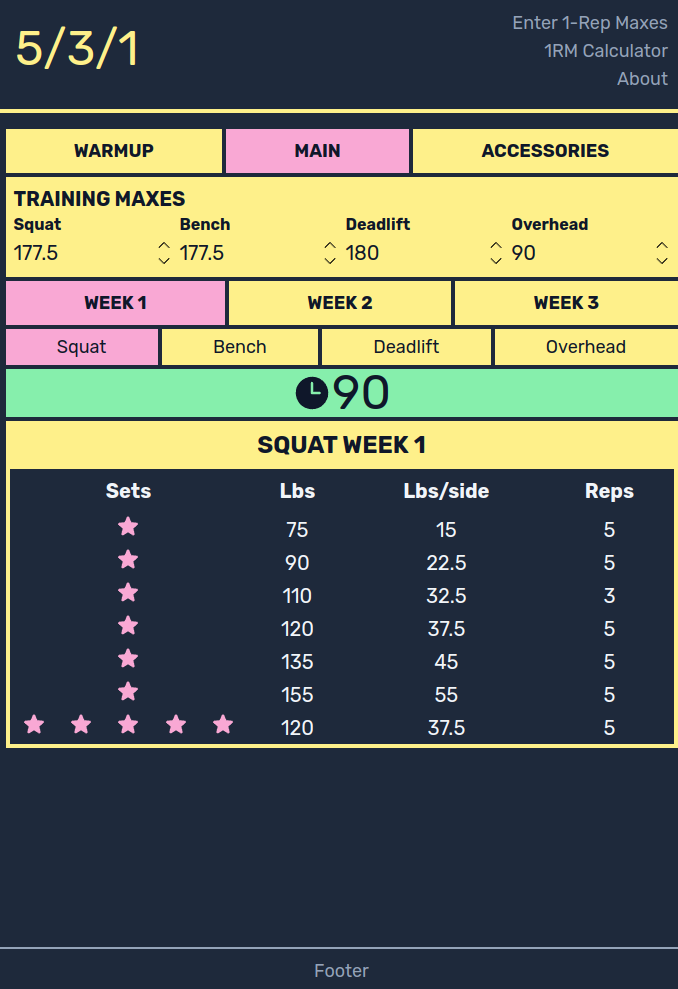 5/3/1
Enter 1-Rep Maxes
1RM Calculator
About
WARMUP MAIN ACCESSORIES
TRAINING MAXES
Squat Bench Deadlift Overhead
177.5 177.5 180 90
WEEK 1 WEEK 2 WEEK 3
Squat Bench Deadlift Overhead
90
SQUAT WEEK 1
Sets Lbs Lbs/side Reps
75 15 5
90 22.5 5
110 32.5 3
120 37.5 5
135 45 5
155 55 5
120 37.5 5
Footer